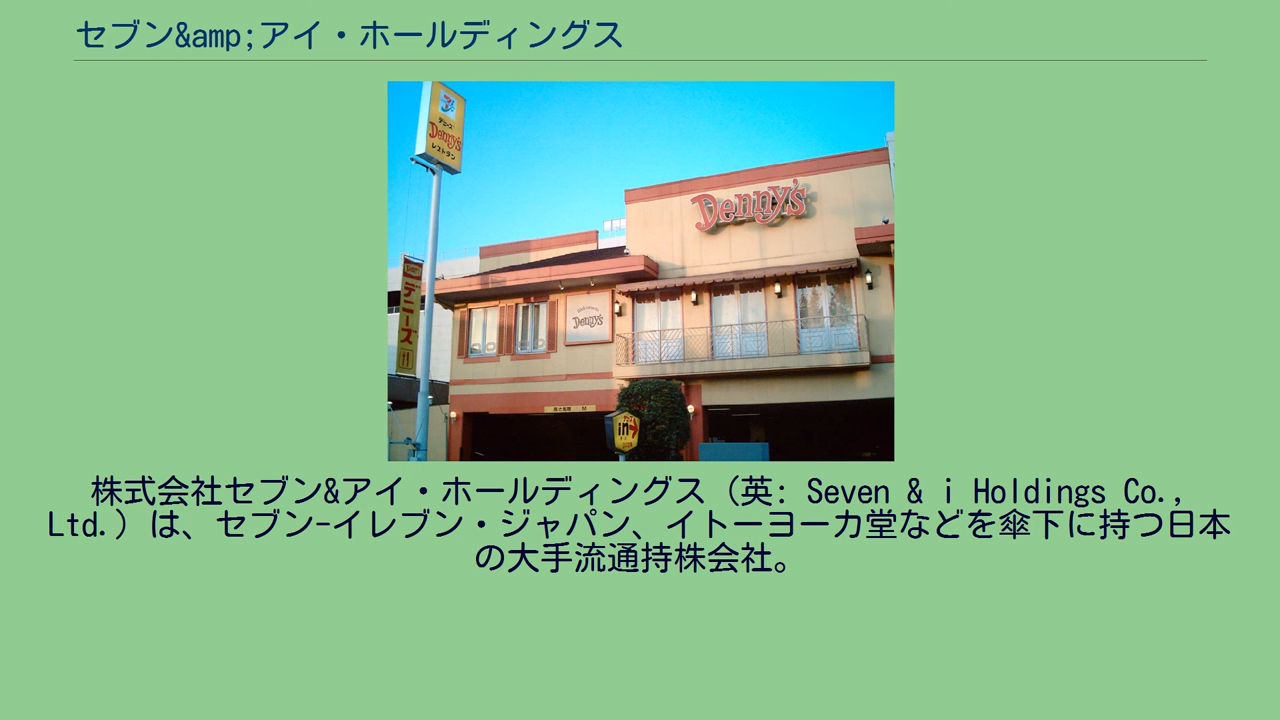 セブン&amp;アイ・ホールディングス
デニーズ
Denny's
レストラン
Denny's
デニーズ
Denny's
in
株式会社セブン&アイ・ホールディングス（英: Seven & i Holdings Co.,
Ltd.）は、セブン-イレブン・ジャパン、イトーヨーカ堂などを傘下に持つ日本
の大手流通持株会社。